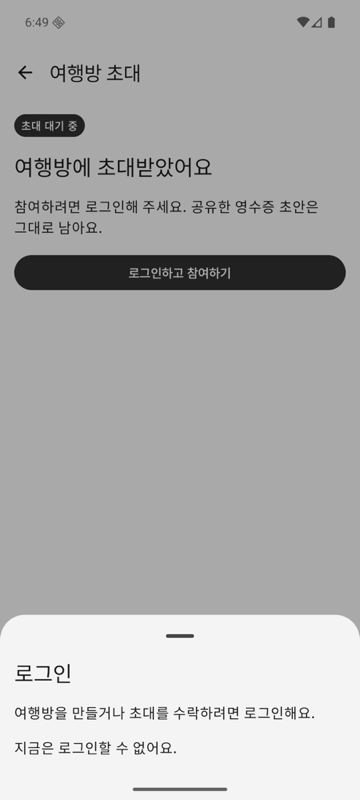 6:49
여행방 초대
초대 대기 중
여행방에 초대받았어요
참여하려면 로그인해 주세요. 공유한 영수증 초안은
그대로 남아요.
로그인하고 참여하기
로그인
여행방을 만들거나 초대를 수락하려면 로그인해요.
지금은 로그인할 수 없어요.